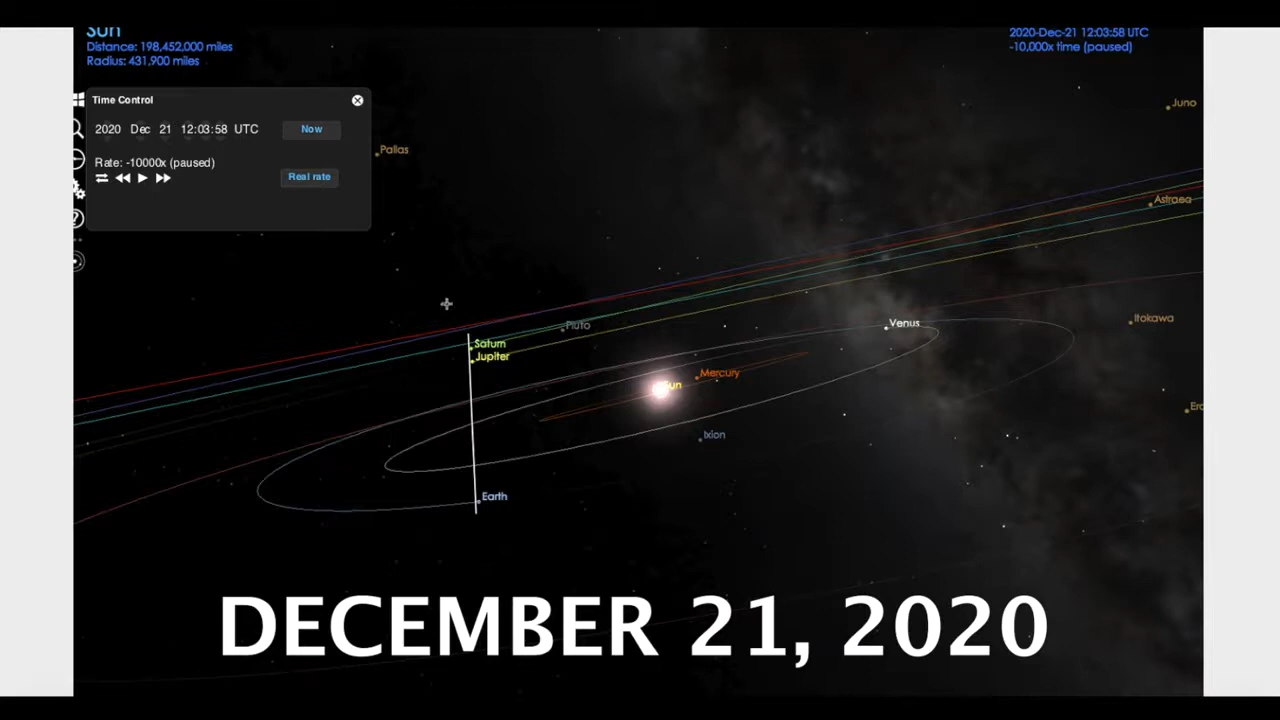 Sun
Distance: 198,452,000 miles
Radius: 431,900 miles
2020-Dec-21 12:03:58 UTC
-10,000x time (paused)
Time Control
2020 Dec 21 12:03:58 UTC
Now
Rate: -10000x (paused)
Real rate
Juno
Pallas
Astraea
Pluto
Itokawa
Venus
Saturn
Jupiter
Mercury
Sun
Ixion
Earth
DECEMBER 21, 2020